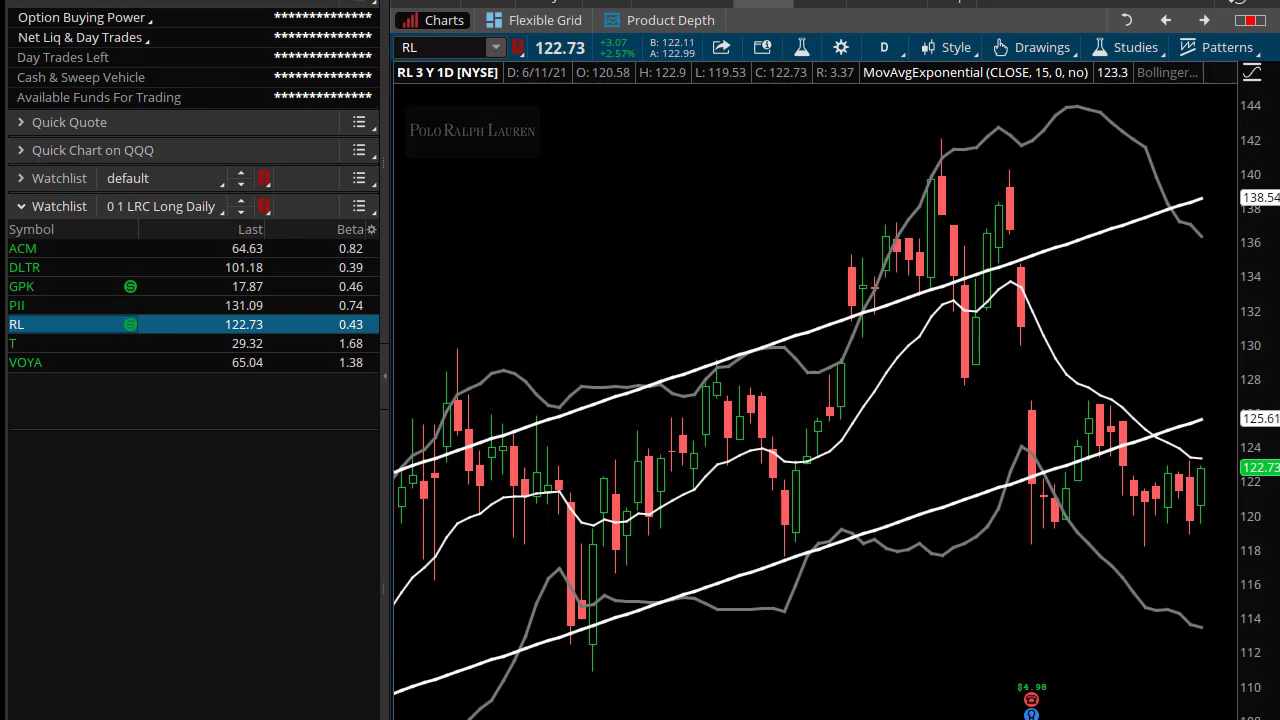 Option Buying Power **************
Net Liq & Day Trades **************
Day Trades Left **************
Cash & Sweep Vehicle **************
Available Funds For Trading **************
Quick Quote
Quick Chart on QQQ
Watchlist default
Watchlist 0 1 LRC Long Daily
Symbol Last Beta
ACM 64.63 0.82
DLTR 101.18 0.39
GPK 17.87 0.46
PII 131.09 0.74
RL 122.73 0.43
T 29.32 1.68
VOYA 65.04 1.38
Charts Flexible Grid Product Depth
RL 122.73 +3.07 +2.57% B: 122.11 A: 122.99 D Style Drawings Studies Patterns
RL 3 Y 1D [NYSE] D: 6/11/21 O: 120.58 H: 122.9 L: 119.53 C: 122.73 R: 3.37 MovAvgExponential (CLOSE, 15, 0, no) 123.3 Bollinger...
POLO RALPH LAUREN
144
142
140
138.54
138
136
134
132
130
128
125.61
124
122.73
122
120
118
116
114
112
110
$4.98